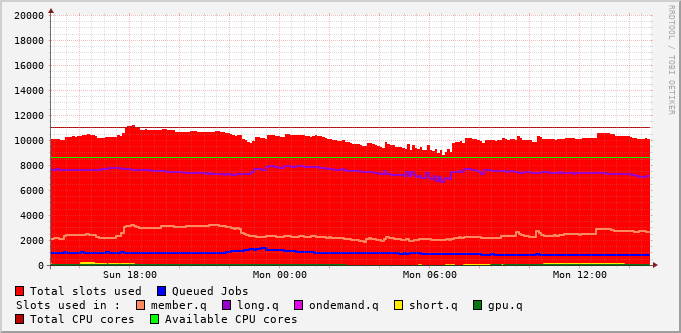 RRDTOOL / TOBI OETIKER
20000
18000
16000
14000
12000
10000
8000
6000
4000
2000
0
Sun 18:00 Mon 00:00 Mon 06:00 Mon 12:00
Total slots used Queued Jobs
Slots used in : member.q long.q ondemand.q short.q gpu.q
Total CPU cores Available CPU cores